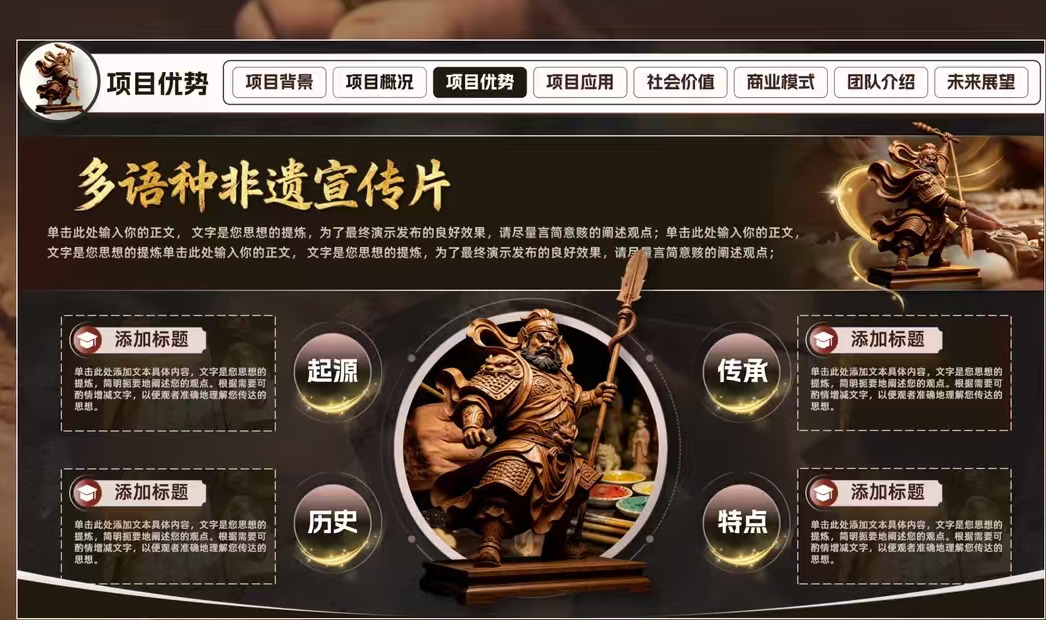 项目优势
项目背景
项目概况
项目优势
项目应用
社会价值
商业模式
团队介绍
未来展望
多语种非遗宣传片
单击此处输入你的正文, 文字是您思想的提炼，为了最终演示发布的良好效果，请尽量言简意赅的阐述观点；单击此处输入你的正文,
文字是您思想的提炼单击此处输入你的正文, 文字是您思想的提炼，为了最终演示发布的良好效果，请尽量言简意赅的阐述观点；
添加标题
单击此处添加文本具体内容，文字是您思想的
提炼，简明扼要地阐述您的观点。根据需要可
酌情增减文字，以便观者准确地理解您传达的
思想。
起源
传承
添加标题
单击此处添加文本具体内容，文字是您思想的
提炼，简明扼要地阐述您的观点。根据需要可
酌情增减文字，以便观者准确地理解您传达的
思想。
添加标题
单击此处添加文本具体内容，文字是您思想的
提炼，简明扼要地阐述您的观点。根据需要可
酌情增减文字，以便观者准确地理解您传达的
思想。
历史
特点
添加标题
单击此处添加文本具体内容，文字是您思想的
提炼，简明扼要地阐述您的观点。根据需要可
酌情增减文字，以便观者准确地理解您传达的
思想。